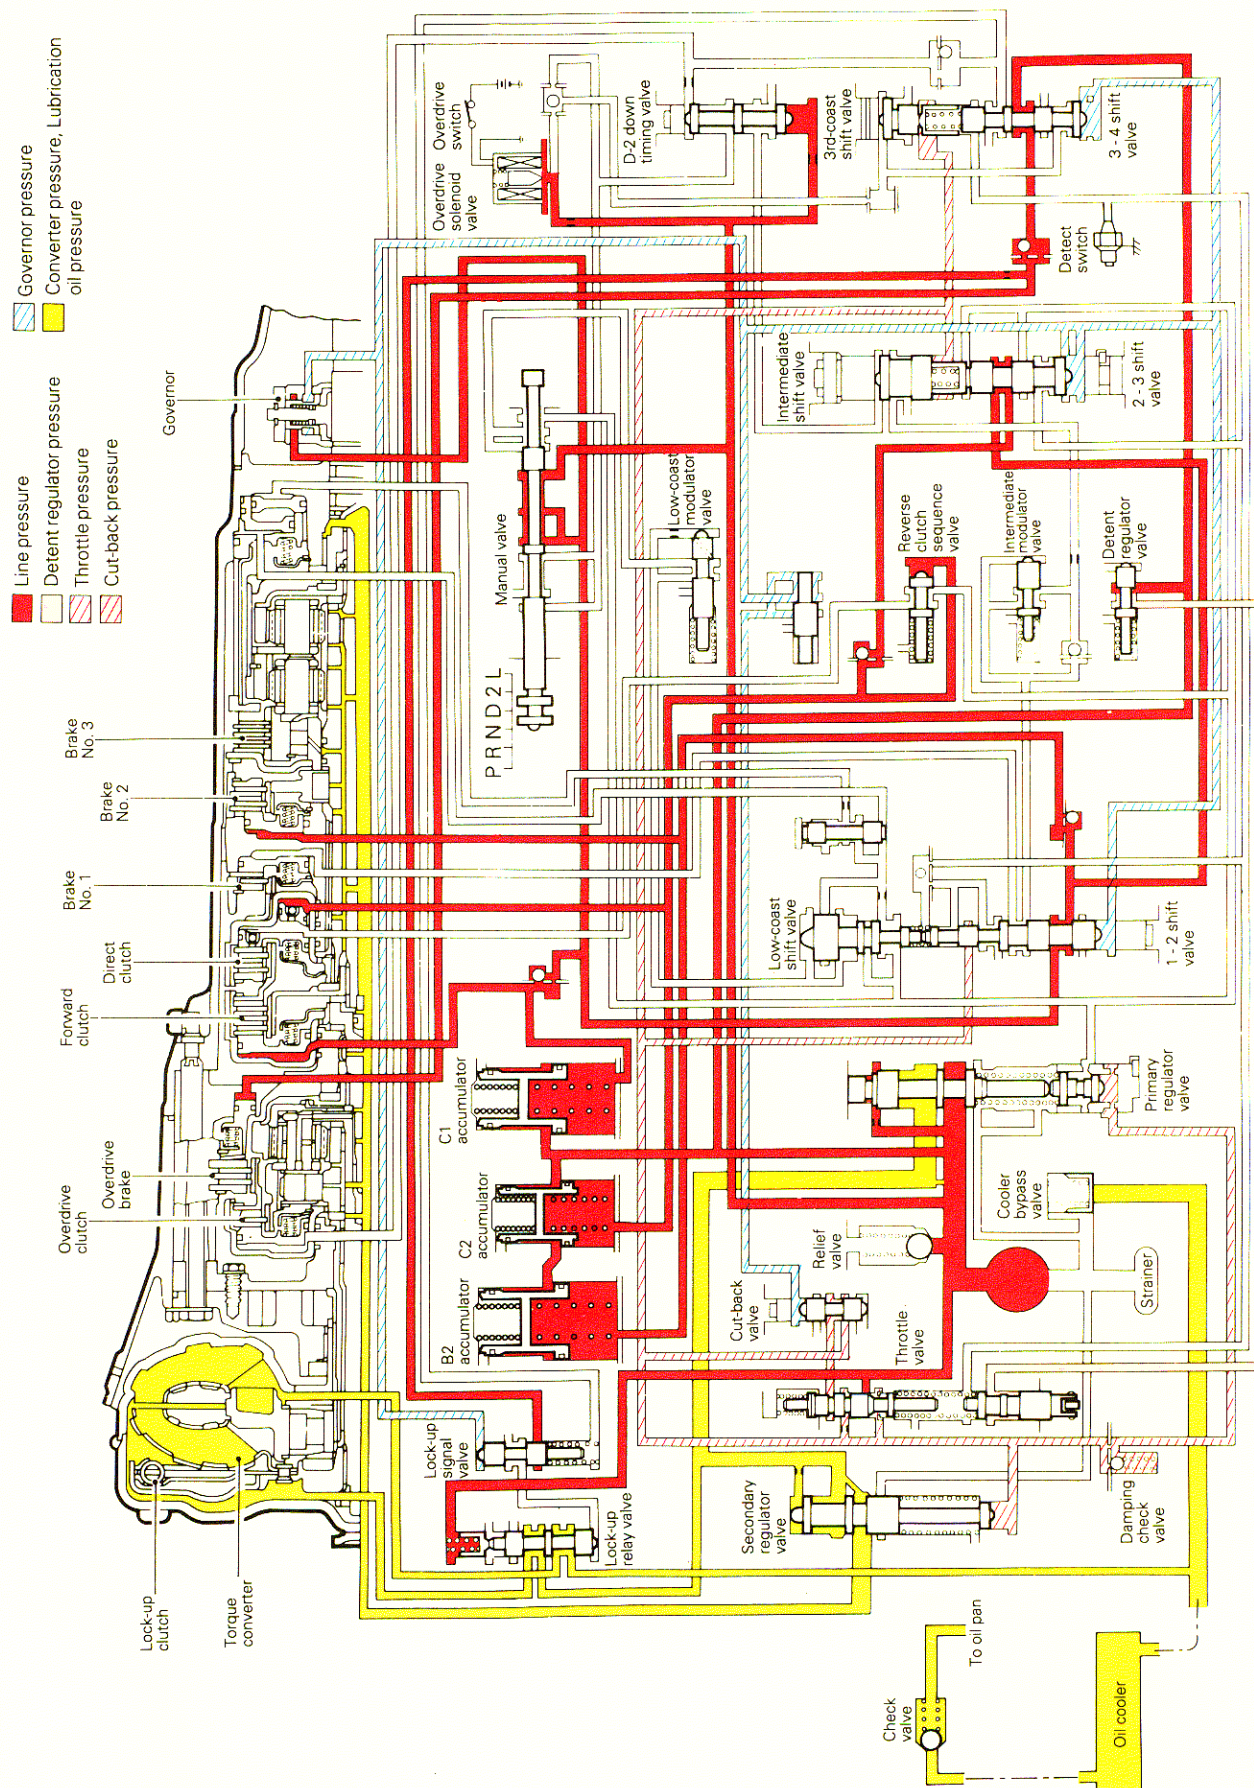 Line pressure
Detent regulator pressure
Throttle pressure
Cut-back pressure
Governor pressure
Converter pressure, Lubrication
oil pressure
Lock-up
clutch
Torque
converter
Overdrive
clutch
Overdrive
brake
Forward
clutch
Direct
clutch
Brake
No. 1
Brake
No. 2
Brake
No. 3
Governor
Lock-up
signal
valve
Lock-up
relay valve
B2
accumulator
C2
accumulator
C1
accumulator
P R N D 2 L
Manual valve
Overdrive
solenoid
valve
Overdrive
switch
D-2 down
timing valve
3rd-coast
shift valve
3 - 4 shift
valve
Detect
switch
Intermediate
shift valve
2 - 3 shift
valve
Low-coast
modulator
valve
Reverse
clutch
sequence
valve
Intermediate
modulator
valve
Detent
regulator
valve
Low-coast
shift valve
1 - 2 shift
valve
Primary
regulator
valve
Cooler
bypass
valve
Relief
valve
Strainer
Cut-back
valve
Throttle
valve
Secondary
regulator
valve
Damping
check
valve
Check
valve
To oil pan
Oil cooler